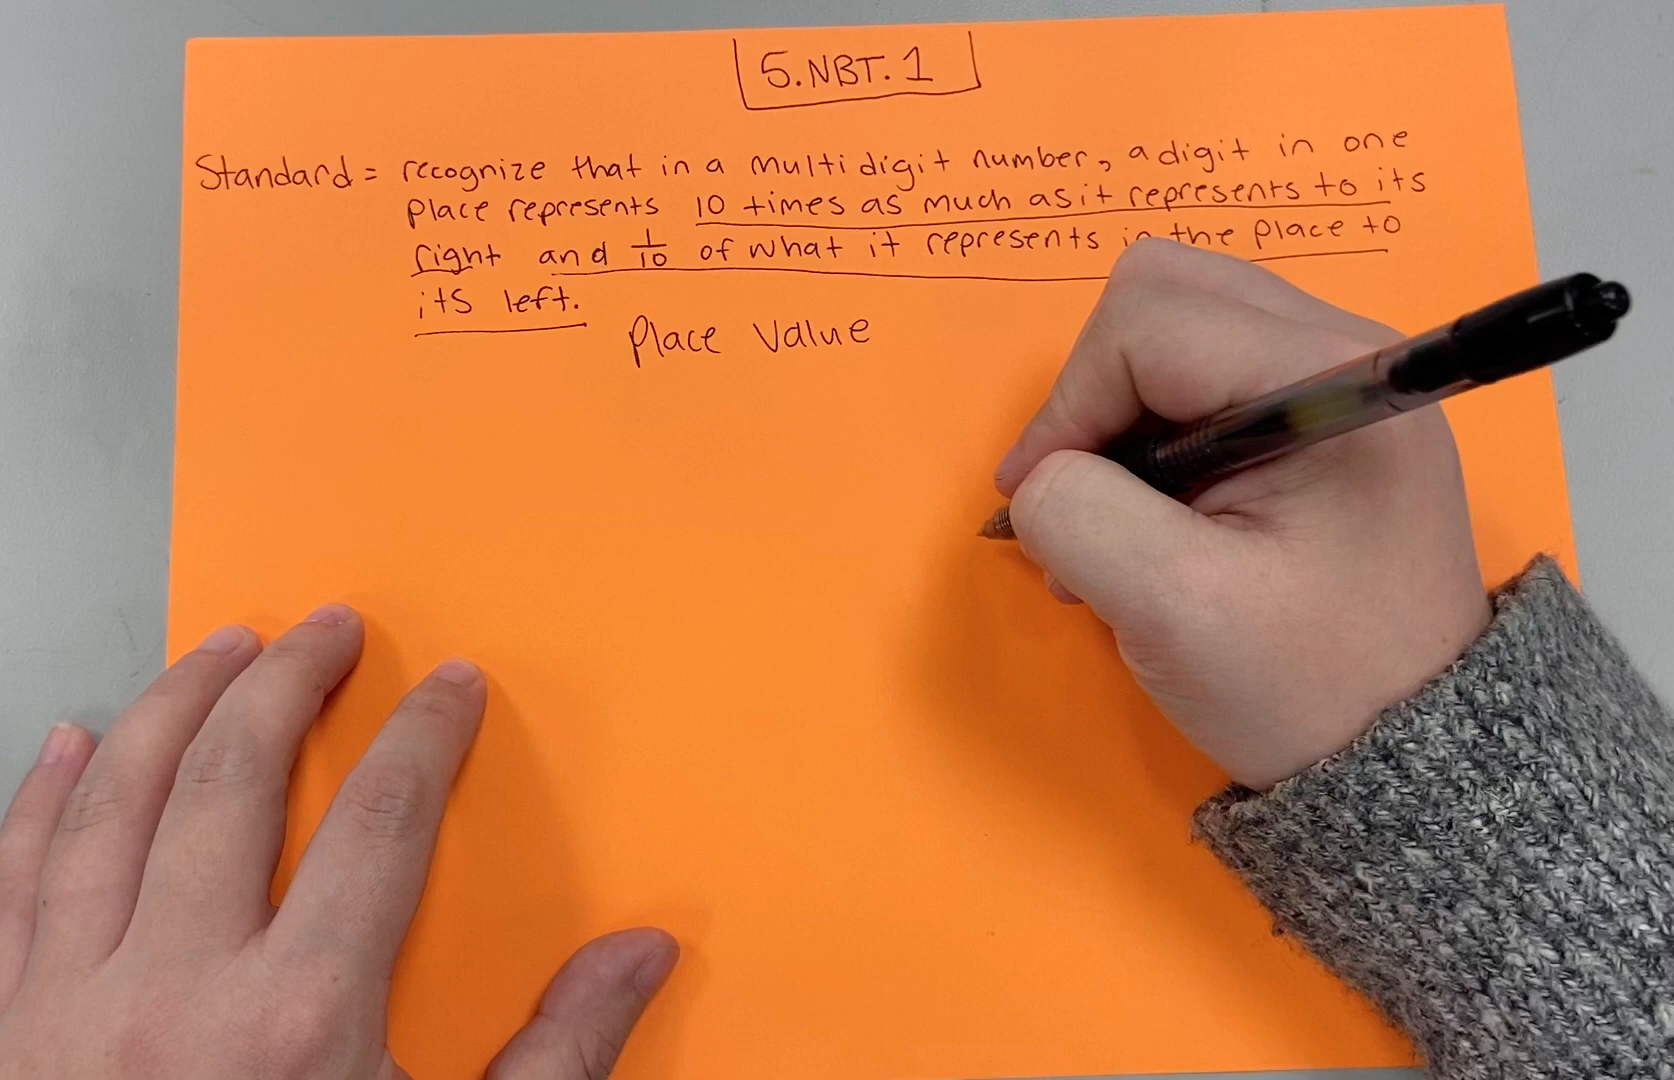 5.NBT.1
Standard = recognize that in a multidigit number, a digit in one
place represents 10 times as much as it represents to its
right and 1/10 of what it represents in the place to
its left.
Place Value